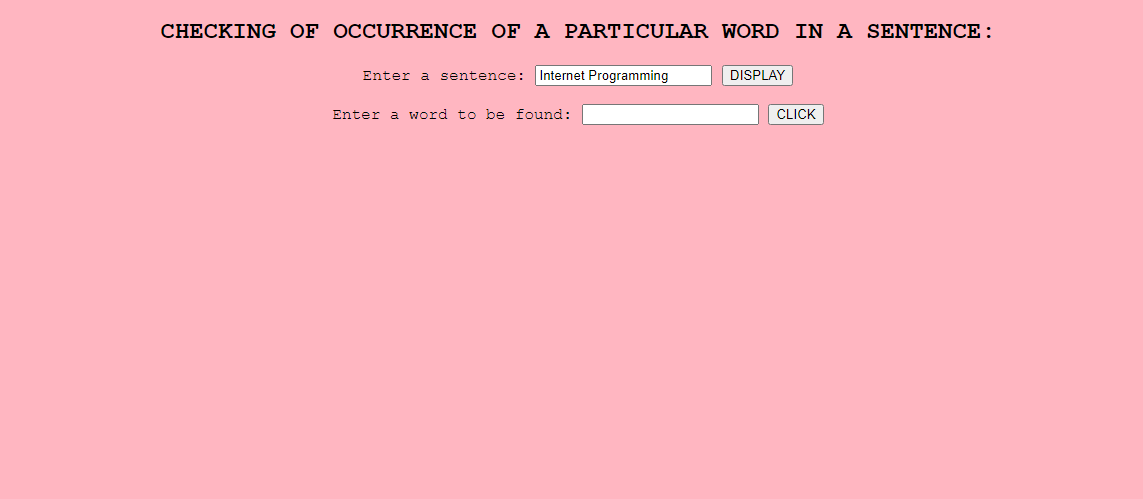 CHECKING OF OCCURRENCE OF A PARTICULAR WORD IN A SENTENCE:
Enter a sentence: Internet Programming DISPLAY
Enter a word to be found: CLICK